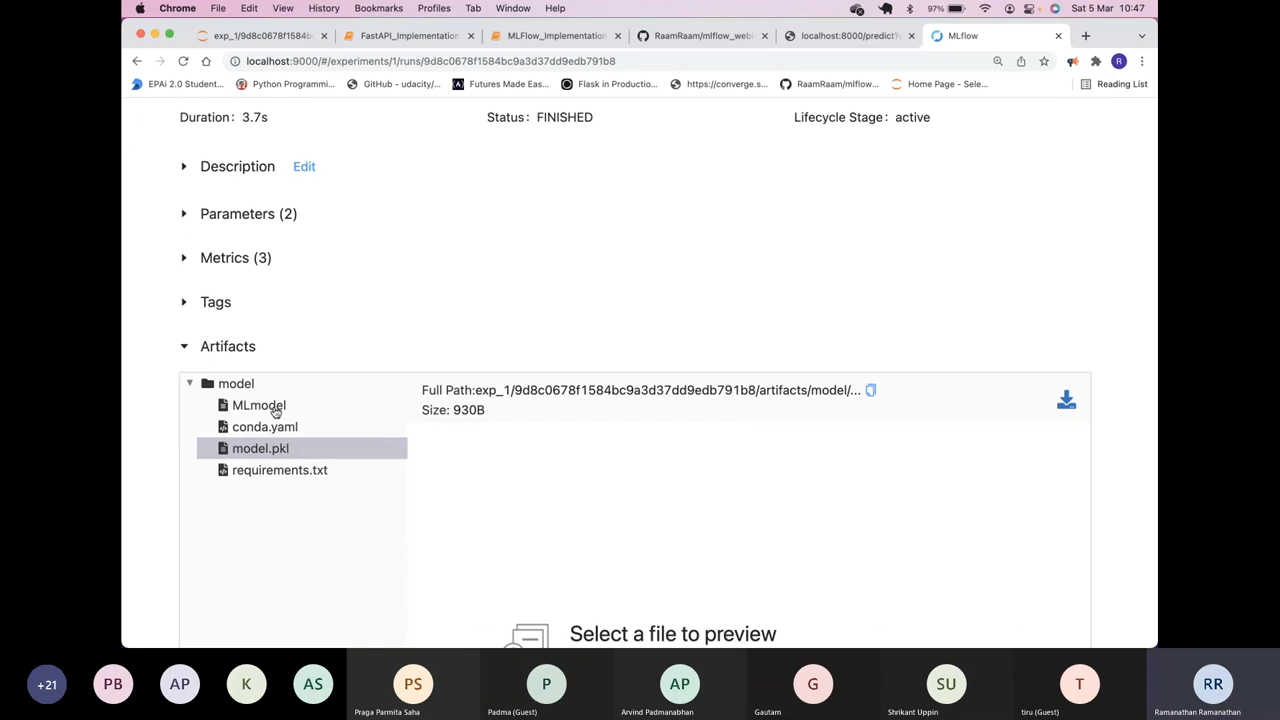 Chrome File Edit View History Bookmarks Profiles Tab Window Help 97% Sat 5 Mar 10:47
exp_1/9d8c0678f1584bc9a3d37 FastAPI_Implementation MLFlow_Implementation RaamRaam/mlflow_webi localhost:8000/predict?c MLflow
localhost:9000/#/experiments/1/runs/9d8c0678f1584bc9a3d37dd9edb791b8 R
EPAi 2.0 Student... Python Programmi... GitHub - udacity/... Futures Made Eas... Flask in Production... https://converge.s... RaamRaam/mlflow... Home Page - Sele... Reading List
Duration: 3.7s Status: FINISHED Lifecycle Stage: active
Description Edit
Parameters (2)
Metrics (3)
Tags
Artifacts
model
MLmodel
conda.yaml
model.pkl
requirements.txt
Full Path:exp_1/9d8c0678f1584bc9a3d37dd9edb791b8/artifacts/model/...
Size: 930B
Select a file to preview
+21 PB AP K AS PS P AP G SU T RR
Praga Parmita Saha Padma (Guest) Arvind Padmanabhan Gautam Shrikant Uppin tiru (Guest) Ramanathan Ramanathan